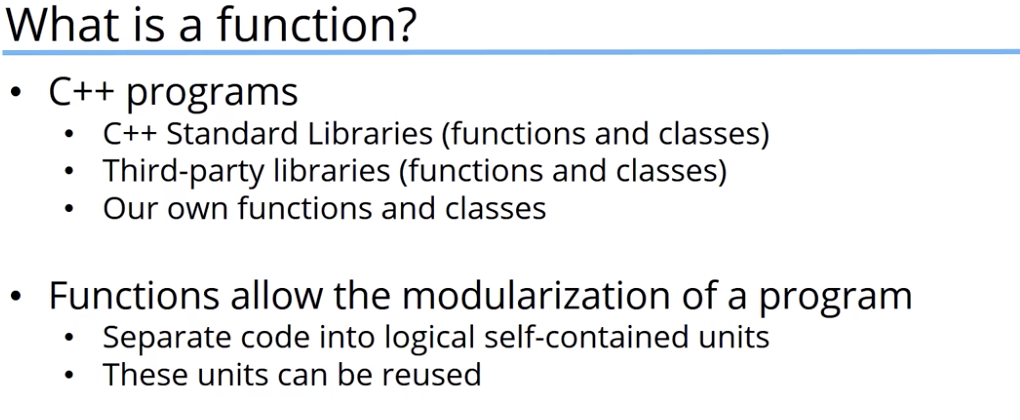 What is a function?
• C++ programs
• C++ Standard Libraries (functions and classes)
• Third-party libraries (functions and classes)
• Our own functions and classes
• Functions allow the modularization of a program
• Separate code into logical self-contained units
• These units can be reused